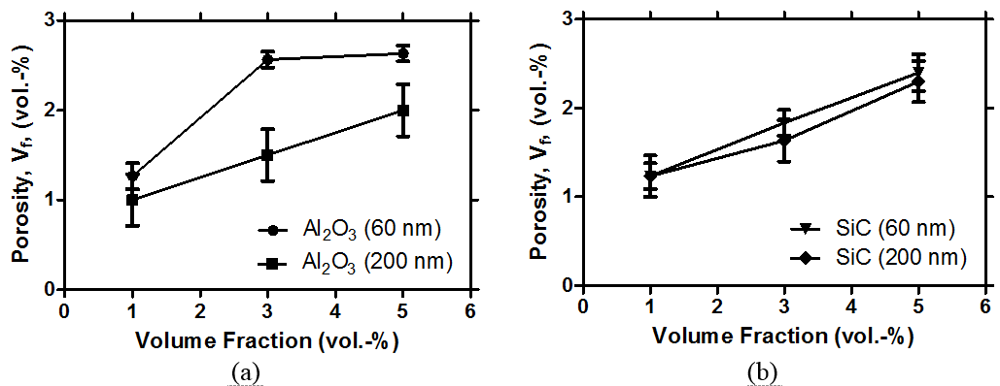 3
2
1
0
Porosity, Vf, (vol.-%)
Al2O3 (60 nm)
Al2O3 (200 nm)
0 1 2 3 4 5 6
Volume Fraction (vol.-%)
(a)
3
2
1
0
Porosity, Vf, (vol.-%)
SiC (60 nm)
SiC (200 nm)
0 1 2 3 4 5 6
Volume Fraction (vol.-%)
(b)